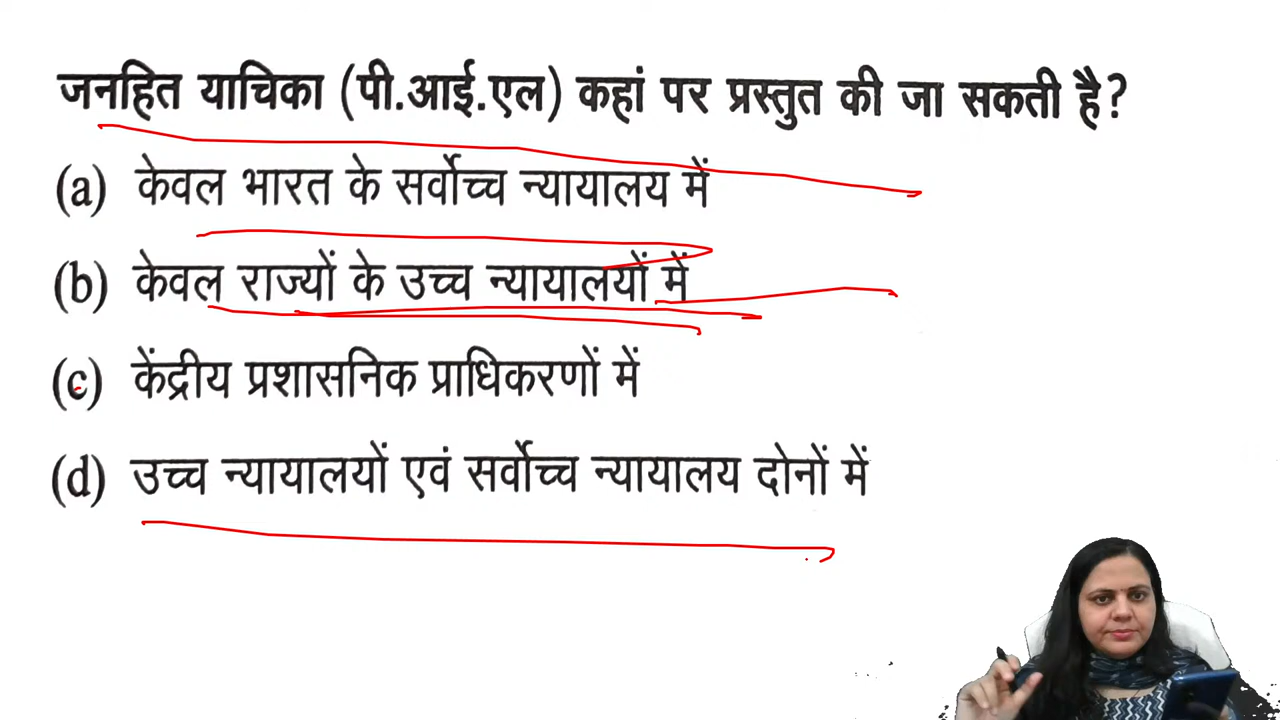 जनहित याचिका (पी.आई.एल) कहां पर प्रस्तुत की जा सकती है?
(a) केवल भारत के सर्वोच्च न्यायालय में
(b) केवल राज्यों के उच्च न्यायालयों में
(c) केंद्रीय प्रशासनिक प्राधिकरणों में
(d) उच्च न्यायालयों एवं सर्वोच्च न्यायालय दोनों में